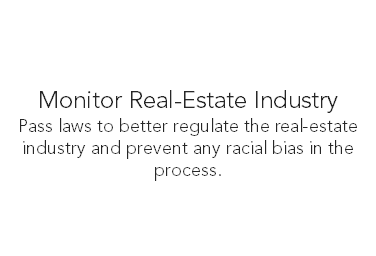 Monitor Real-Estate Industry
Pass laws to better regulate the real-estate
industry and prevent any racial bias in the
process.